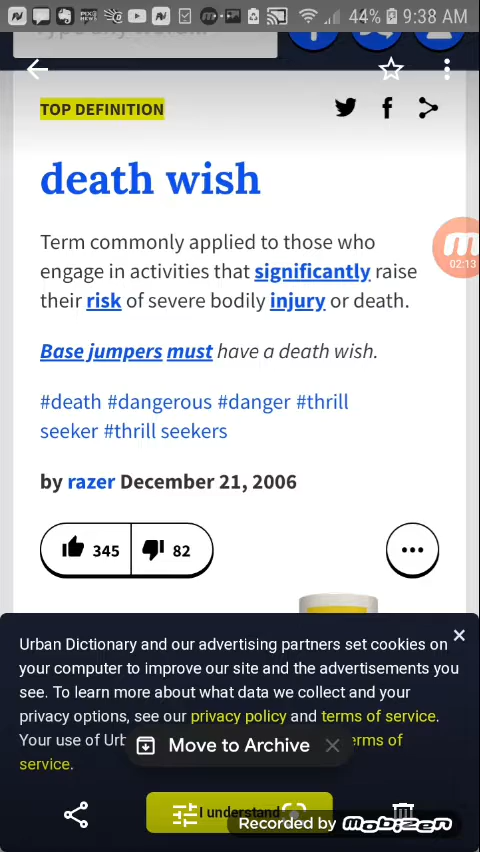 44% 9:38 AM
TOP DEFINITION
death wish
02:13
Term commonly applied to those who
engage in activities that significantly raise
their risk of severe bodily injury or death.
Base jumpers must have a death wish.
#death #dangerous #danger #thrill
seeker #thrill seekers
by razer December 21, 2006
345 82
Urban Dictionary and our advertising partners set cookies on
your computer to improve our site and the advertisements you
see. To learn more about what data we collect and your
privacy options, see our privacy policy and terms of service.
Your use of
Move to Archive
service.
I understand
Recorded by mobizen